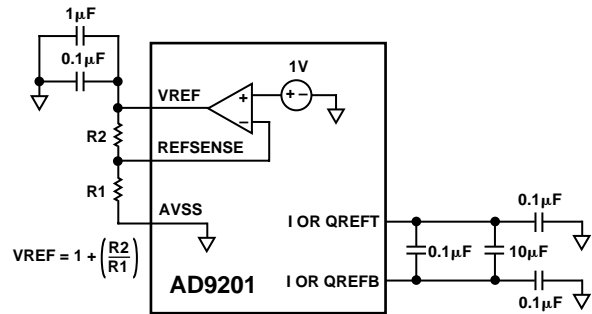 1µF
0.1µF
VREF
1V
+
−
+ −
R2
REFSENSE
R1
AVSS
VREF = 1 + (R2/R1)
AD9201
I OR QREFT
I OR QREFB
0.1µF
0.1µF
10µF
0.1µF